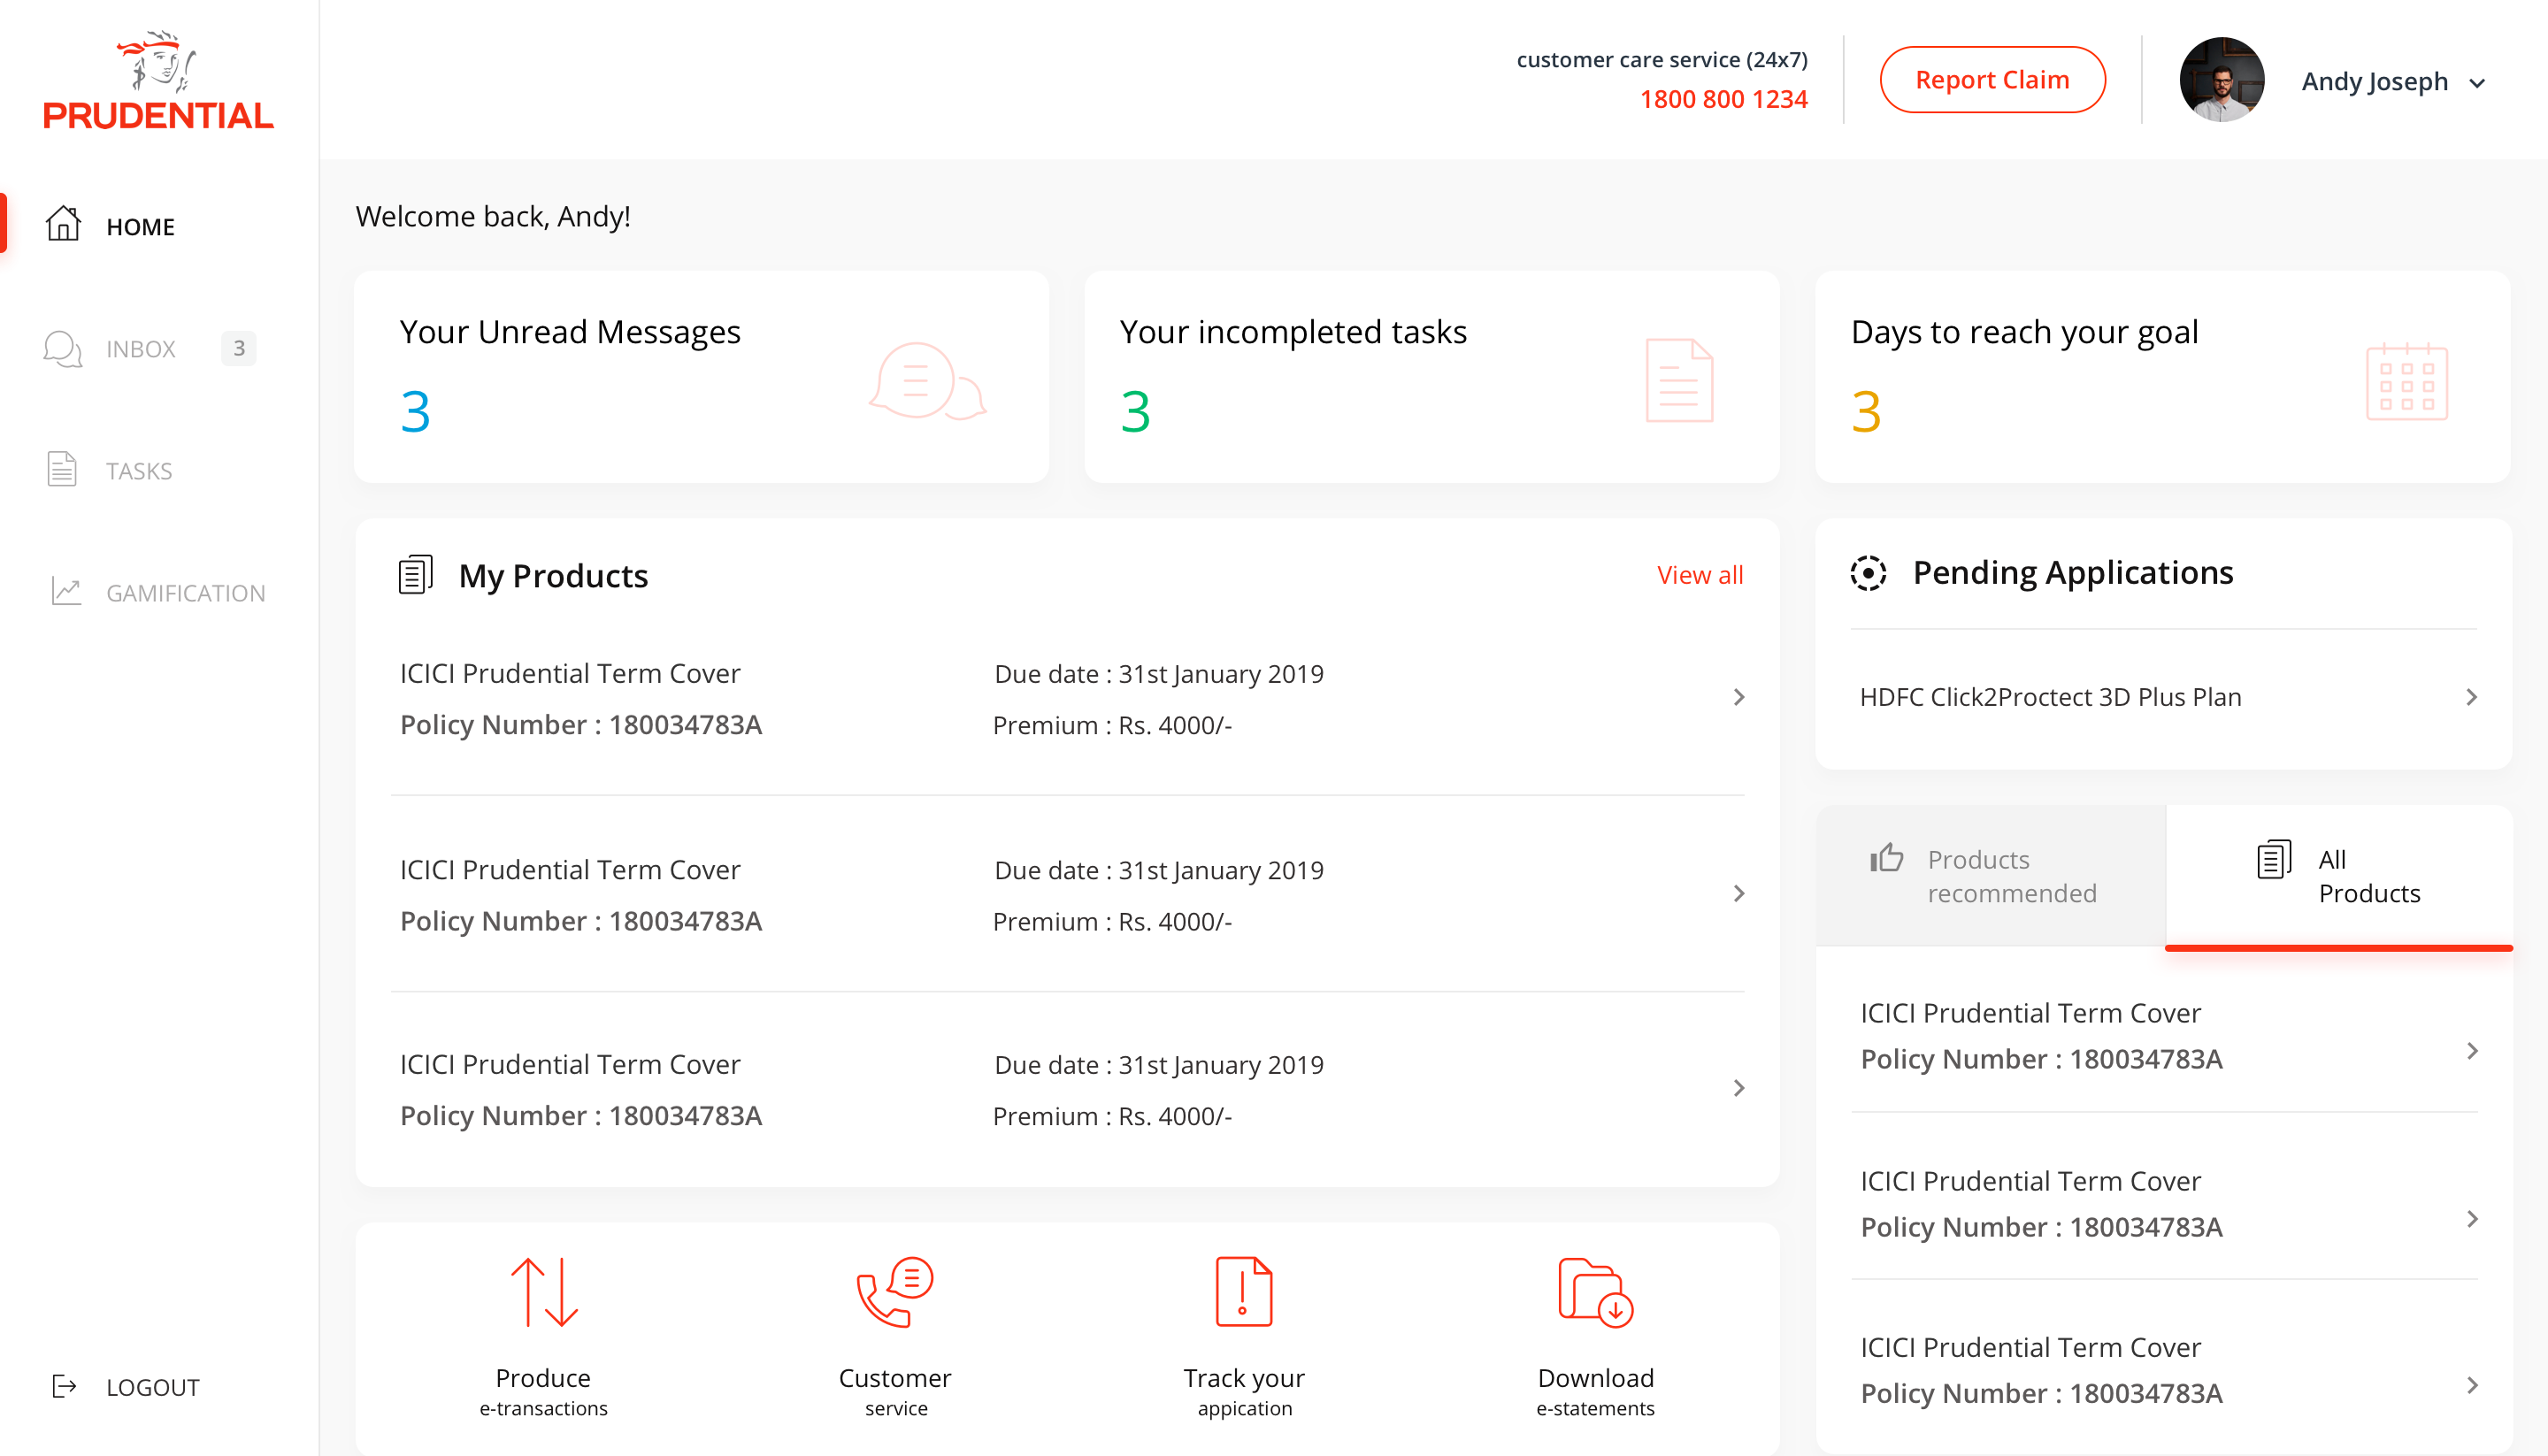 PRUDENTIAL
HOME
INBOX 3
TASKS
GAMIFICATION
LOGOUT
customer care service (24x7)
1800 800 1234
Report Claim
Andy Joseph
Welcome back, Andy!
Your Unread Messages
3
Your incompleted tasks
3
Days to reach your goal
3
My Products
View all
ICICI Prudential Term Cover
Policy Number : 180034783A
Due date : 31st January 2019
Premium : Rs. 4000/-
ICICI Prudential Term Cover
Policy Number : 180034783A
Due date : 31st January 2019
Premium : Rs. 4000/-
ICICI Prudential Term Cover
Policy Number : 180034783A
Due date : 31st January 2019
Premium : Rs. 4000/-
Produce
e-transactions
Customer
service
Track your
appication
Download
e-statements
Pending Applications
HDFC Click2Proctect 3D Plus Plan
Products
recommended
All
Products
ICICI Prudential Term Cover
Policy Number : 180034783A
ICICI Prudential Term Cover
Policy Number : 180034783A
ICICI Prudential Term Cover
Policy Number : 180034783A